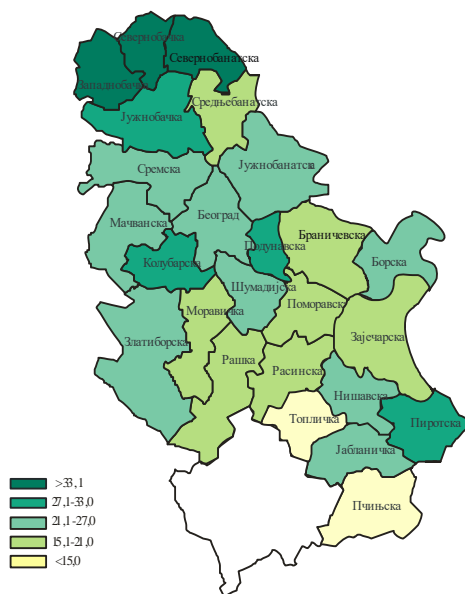 Севернобачка
Севернобанатска
Западнобачка
Средњебанатска
Јужнобачка
Јужнобанатска
Сремска
Београд
Мачванска
Браничевска
Подунавска
Борска
Колубарска
Шумадијска
Моравичка
Поморавска
Златиборска
Зајечарска
Рашка
Расинска
Нишавска
Топличка
Пиротска
Јабланичка
Пчињска
>33,1
27,1-33,0
21,1-27,0
15,1-21,0
<15,0